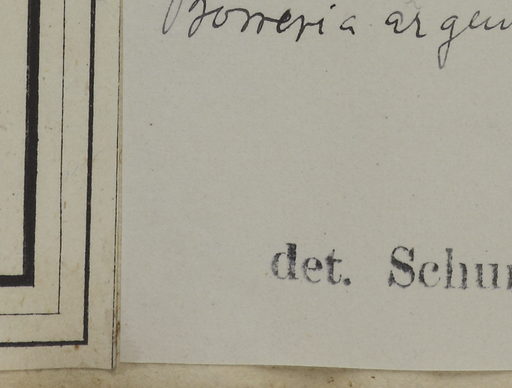 Borreria argen
det. Schu